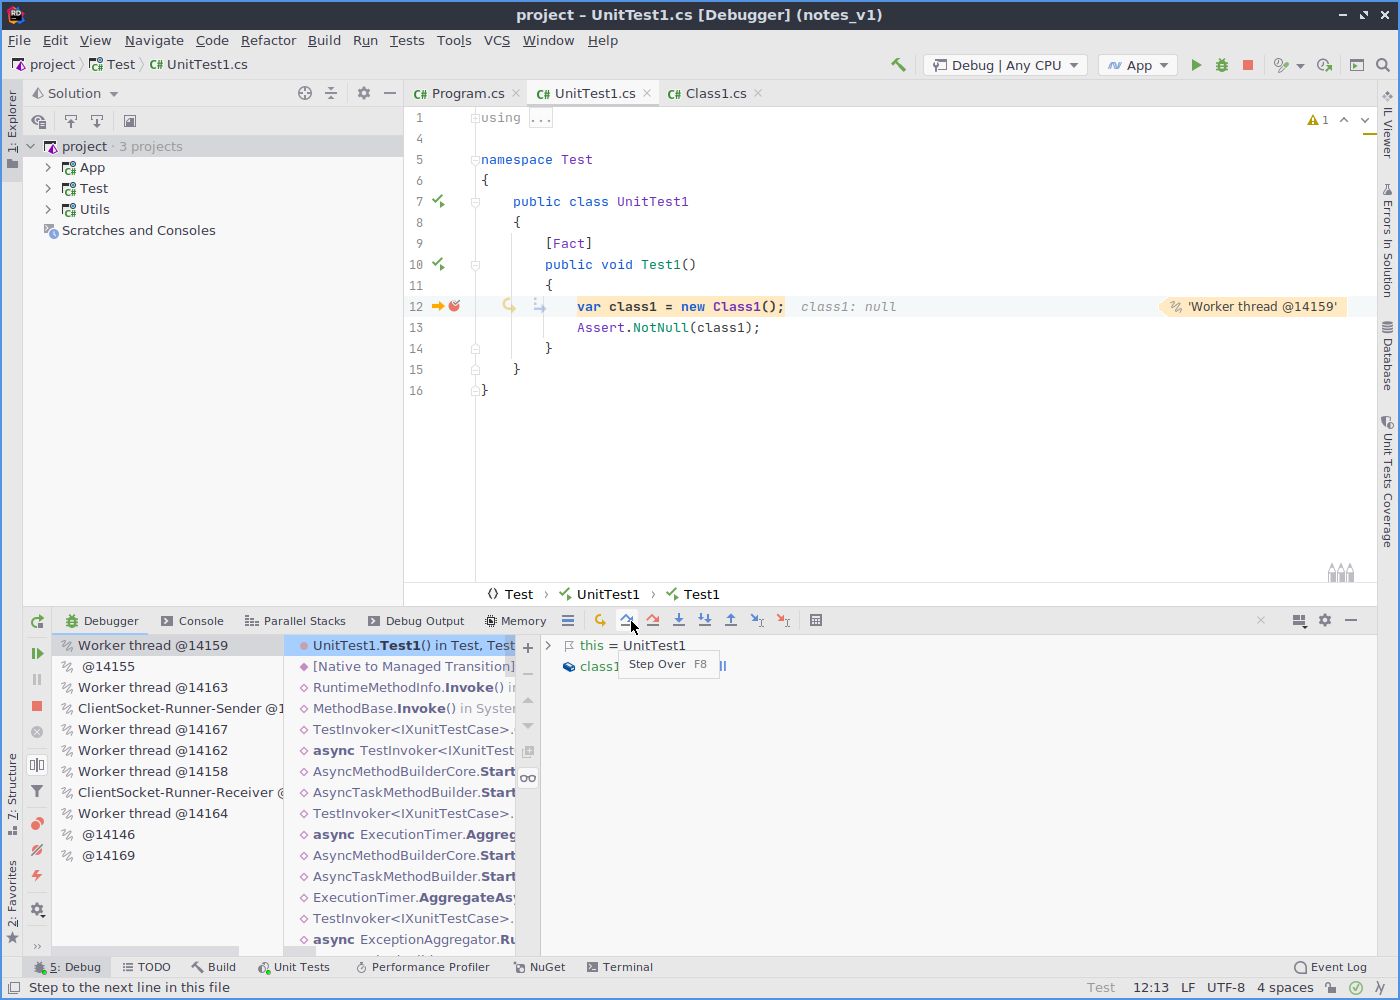 project – UnitTest1.cs [Debugger] (notes_v1)
File Edit View Navigate Code Refactor Build Run Tests Tools VCS Window Help
project Test C# UnitTest1.cs
Debug | Any CPU App
1: Explorer
Solution
project · 3 projects
App
Test
Utils
Scratches and Consoles
C# Program.cs C# UnitTest1.cs C# Class1.cs
1 using ...
4
5 namespace Test
6 {
7 public class UnitTest1
8 {
9 [Fact]
10 public void Test1()
11 {
12 var class1 = new Class1(); class1: null 'Worker thread @14159'
13 Assert.NotNull(class1);
14 }
15 }
16 }
1
IL Viewer
Errors In Solution
Database
Unit Tests Coverage
Test › UnitTest1 › Test1
Debugger Console Parallel Stacks Debug Output Memory
Worker thread @14159
@14155
Worker thread @14163
ClientSocket-Runner-Sender @1
Worker thread @14167
Worker thread @14162
Worker thread @14158
ClientSocket-Runner-Receiver @
Worker thread @14164
@14146
@14169
UnitTest1.Test1() in Test, Test
[Native to Managed Transition]
RuntimeMethodInfo.Invoke() in
MethodBase.Invoke() in System
TestInvoker<IXunitTestCase>.
async TestInvoker<IXunitTest
AsyncMethodBuilderCore.Start
AsyncTaskMethodBuilder.Start
TestInvoker<IXunitTestCase>.
async ExecutionTimer.Aggreg
AsyncMethodBuilderCore.Start
AsyncTaskMethodBuilder.Start
ExecutionTimer.AggregateAsy
TestInvoker<IXunitTestCase>.
async ExceptionAggregator.Ru
this = UnitTest1
class1
Step Over F8
7: Structure
2: Favorites
5: Debug TODO Build Unit Tests Performance Profiler NuGet Terminal Event Log
Step to the next line in this file Test 12:13 LF UTF-8 4 spaces